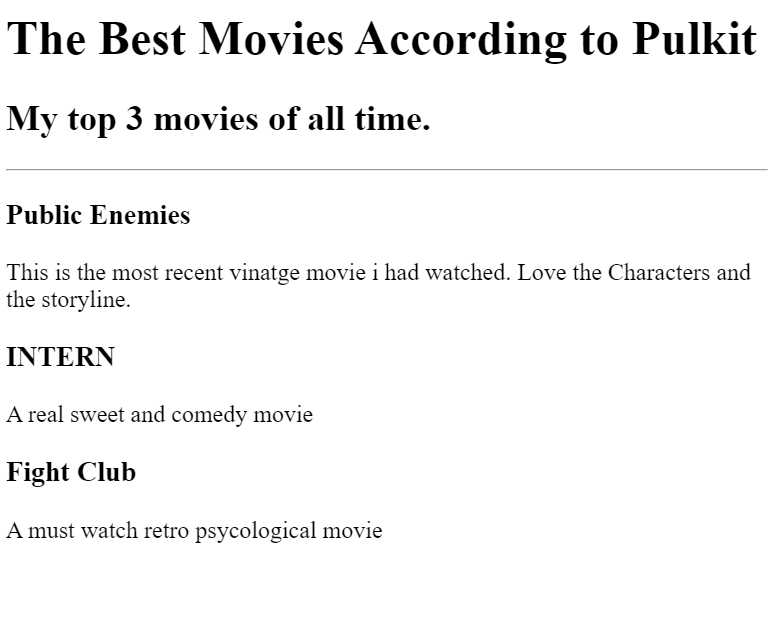 The Best Movies According to Pulkit
My top 3 movies of all time.
Public Enemies
This is the most recent vinatge movie i had watched. Love the Characters and
the storyline.
INTERN
A real sweet and comedy movie
Fight Club
A must watch retro psycological movie